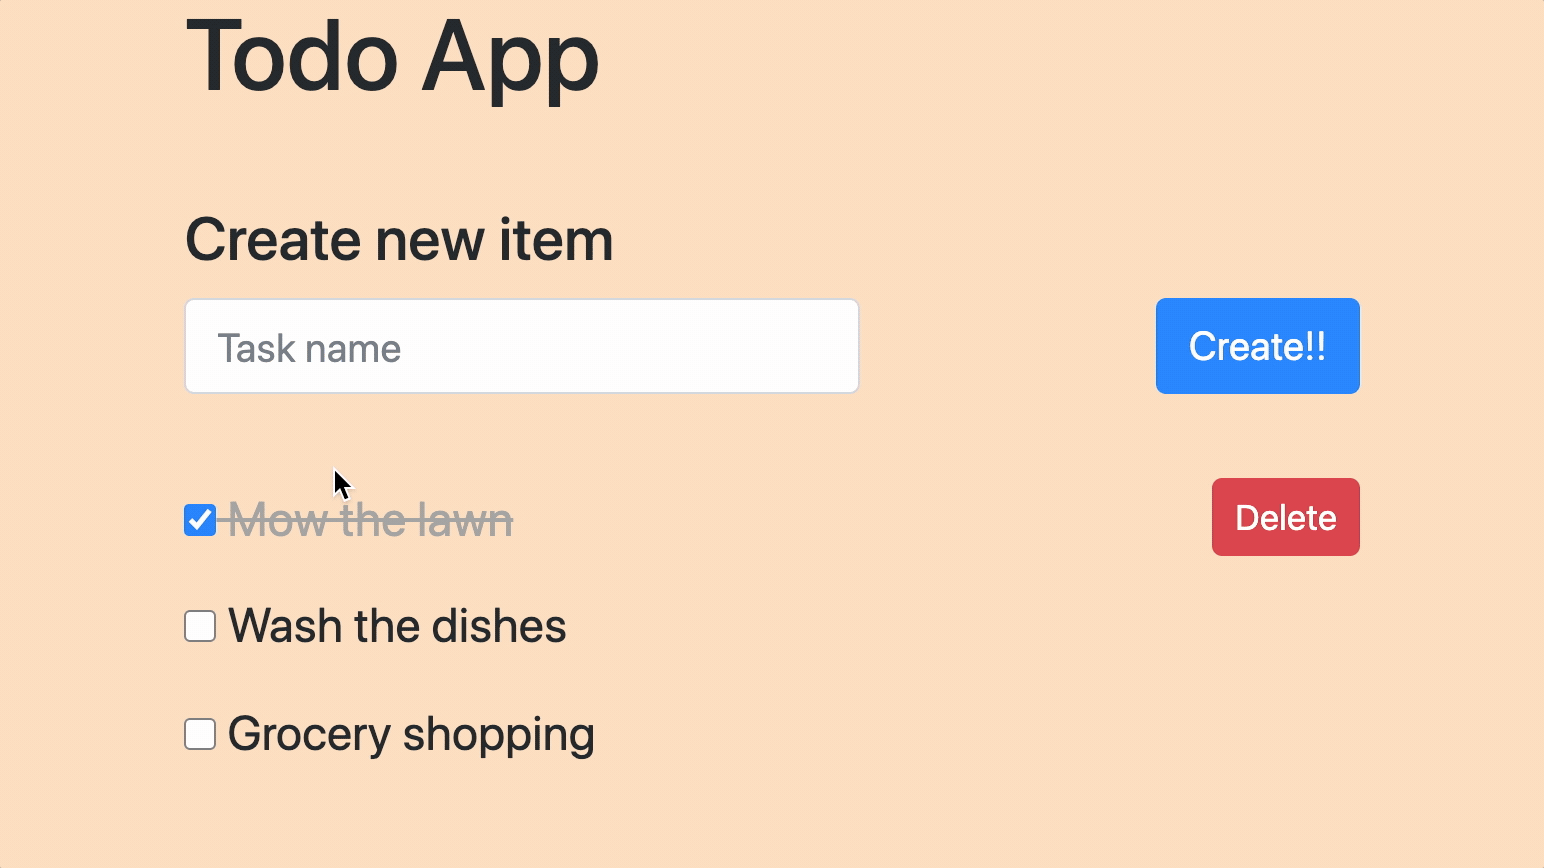 Todo App
Create new item
Task name
Create!!
Mow the lawn
Delete
Wash the dishes
Grocery shopping